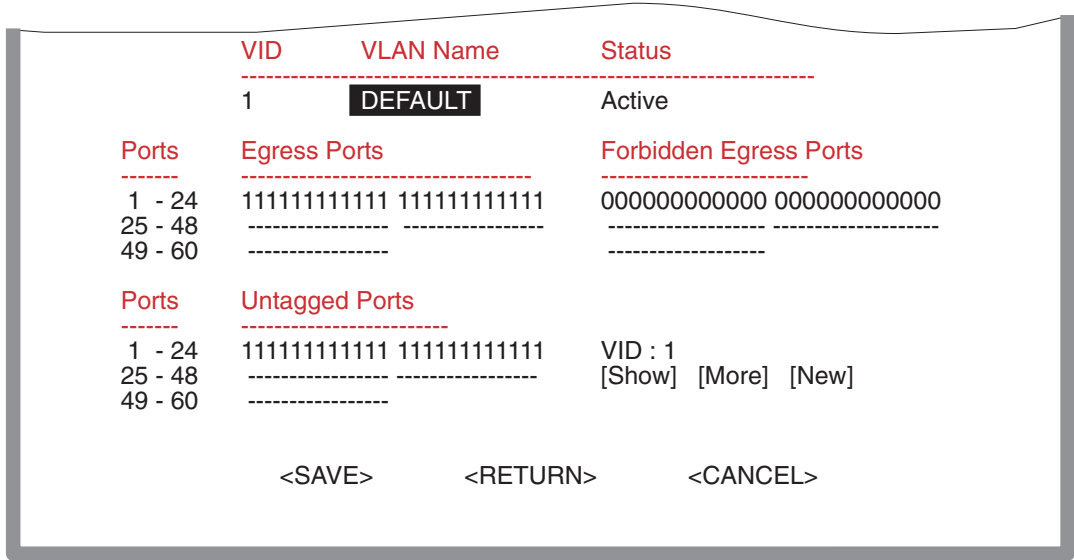 VID VLAN Name Status
---------------------------------------------------------------------
1 DEFAULT Active
Ports Egress Ports Forbidden Egress Ports
------- ----------------------------------- -------------------------
1 - 24 111111111111 111111111111 000000000000 000000000000
25 - 48 ----------------- ----------------- ------------------- --------------------
49 - 60 ----------------- -------------------
Ports Untagged Ports
------- -------------------------
1 - 24 111111111111 111111111111 VID : 1
25 - 48 ----------------- ----------------- [Show] [More] [New]
49 - 60 -----------------
<SAVE> <RETURN> <CANCEL>